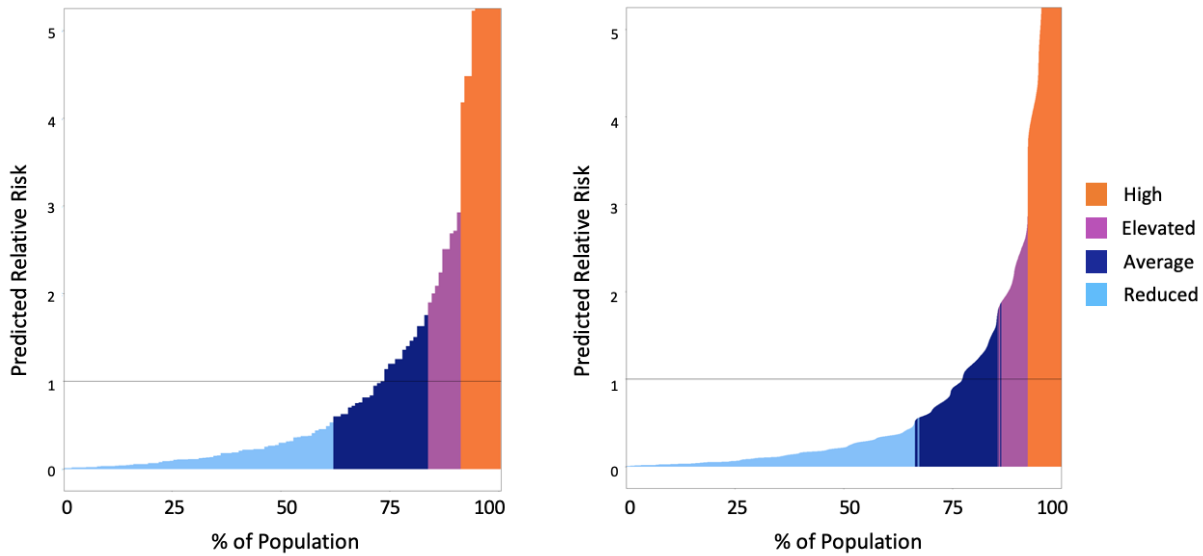 Predicted Relative Risk
5
4
3
2
1
0
0 25 50 75 100
% of Population
Predicted Relative Risk
5
4
3
2
1
0
0 25 50 75 100
% of Population
High
Elevated
Average
Reduced